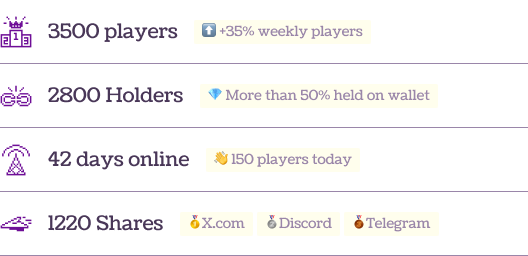 3500 players ⬆️ +35% weekly players
2800 Holders 💎 More than 50% held on wallet
42 days online 👋 150 players today
1220 Shares 🥇X.com 🥈Discord 🥉Telegram